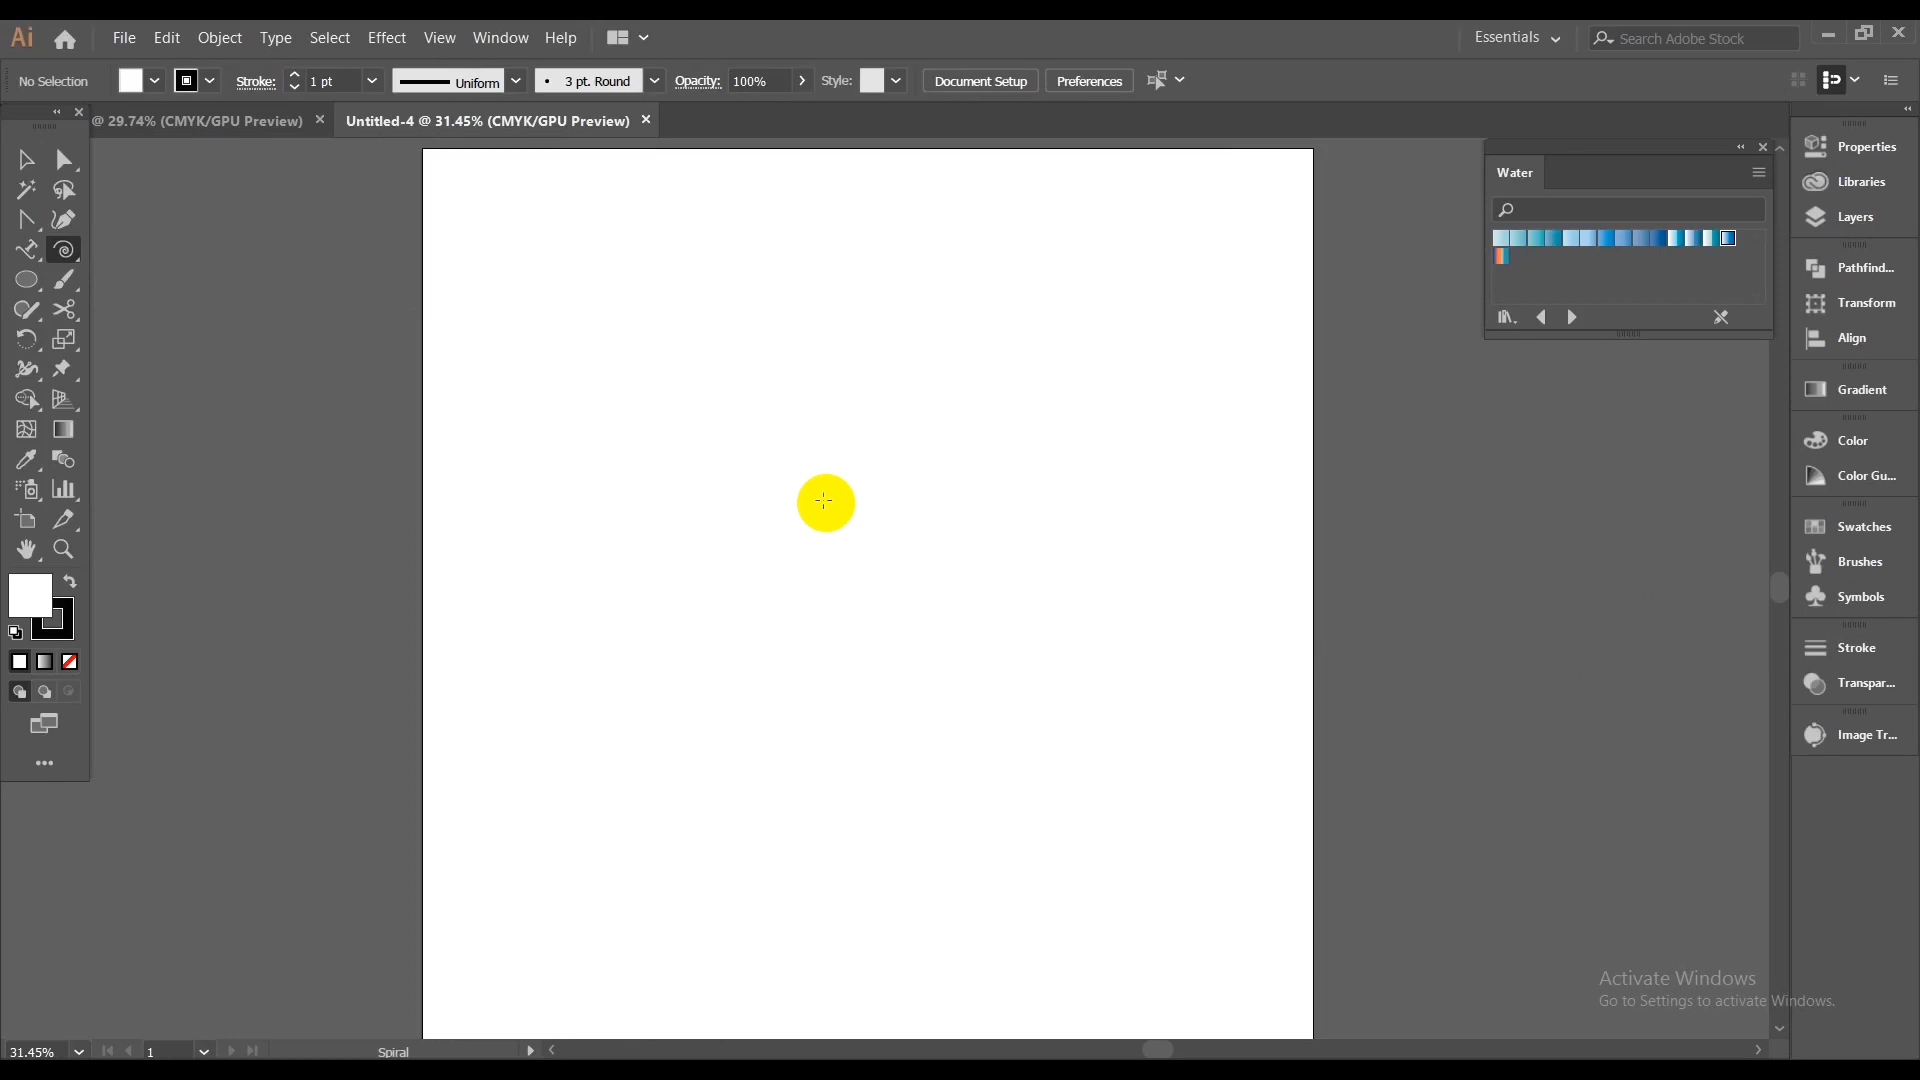 Ai File Edit Object Type Select Effect View Window Help Essentials Search Adobe Stock
No Selection Stroke: 1 pt Uniform 3 pt. Round Opacity: 100% Style: Document Setup Preferences
@ 29.74% (CMYK/GPU Preview) Untitled-4 @ 31.45% (CMYK/GPU Preview)
Water
Properties
Libraries
Layers
Pathfind...
Transform
Align
Gradient
Color
Color Gu...
Swatches
Brushes
Symbols
Stroke
Transpar...
Image Tr...
Activate Windows
Go to Settings to activate Windows.
31.45% 1 Spiral